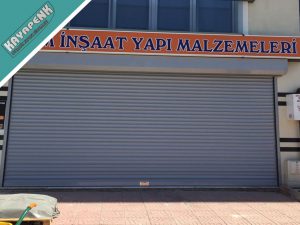 KAYAPENK
M İNŞAAT YAPI MALZEMELERİ